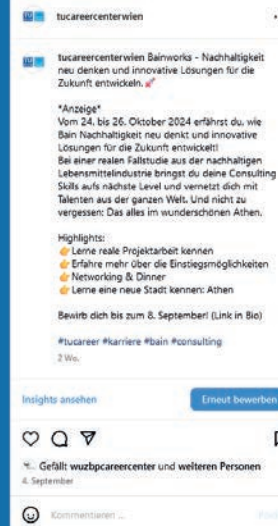 tucareercenterwien
tucareercenterwien Bainworks - Nachhaltigkeit
neu denken und innovative Lösungen für die
Zukunft entwickeln. 🚀
*Anzeige*
Vom 24. bis 26. Oktober 2024 erfährst du, wie
Bain Nachhaltigkeit neu denkt und innovative
Lösungen für die Zukunft entwickelt!
Bei einer realen Fallstudie aus der nachhaltigen
Lebensmittelindustrie bringst du deine Consulting
Skills aufs nächste Level und vernetzt dich mit
Talenten aus der ganzen Welt. Und nicht zu
vergessen: Das alles im wunderschönen Athen.
Highlights:
👉 Lerne reale Projektarbeit kennen
👉 Erfahre mehr über die Einstiegsmöglichkeiten
👉 Networking & Dinner
👉 Lerne eine neue Stadt kennen: Athen
Bewirb dich bis zum 8. September! (Link in Bio)
#tucareer #karriere #bain #consulting
2 Wo.
Insights ansehen
Erneut bewerben
Gefällt wuzbpcareercenter und weiteren Personen
4. September
Kommentieren ...